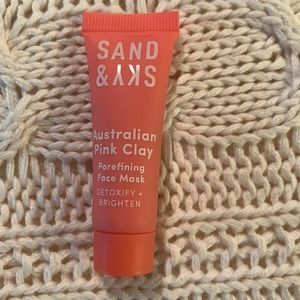 SAND
& SKY
Australian
Pink Clay
Porefining
Face Mask
DETOXIFY +
BRIGHTEN